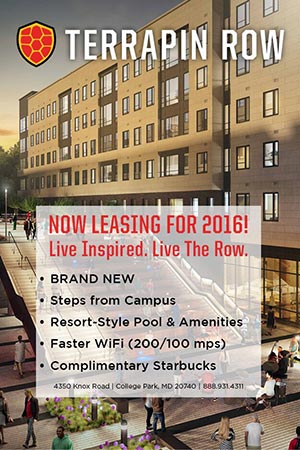 TERRAPIN ROW
NOW LEASING FOR 2016!
Live Inspired. Live The Row.
• BRAND NEW
• Steps from Campus
• Resort-Style Pool & Amenities
• Faster WiFi (200/100 mps)
• Complimentary Starbucks
4350 Knox Road | College Park, MD 20740 | 888.931.4311